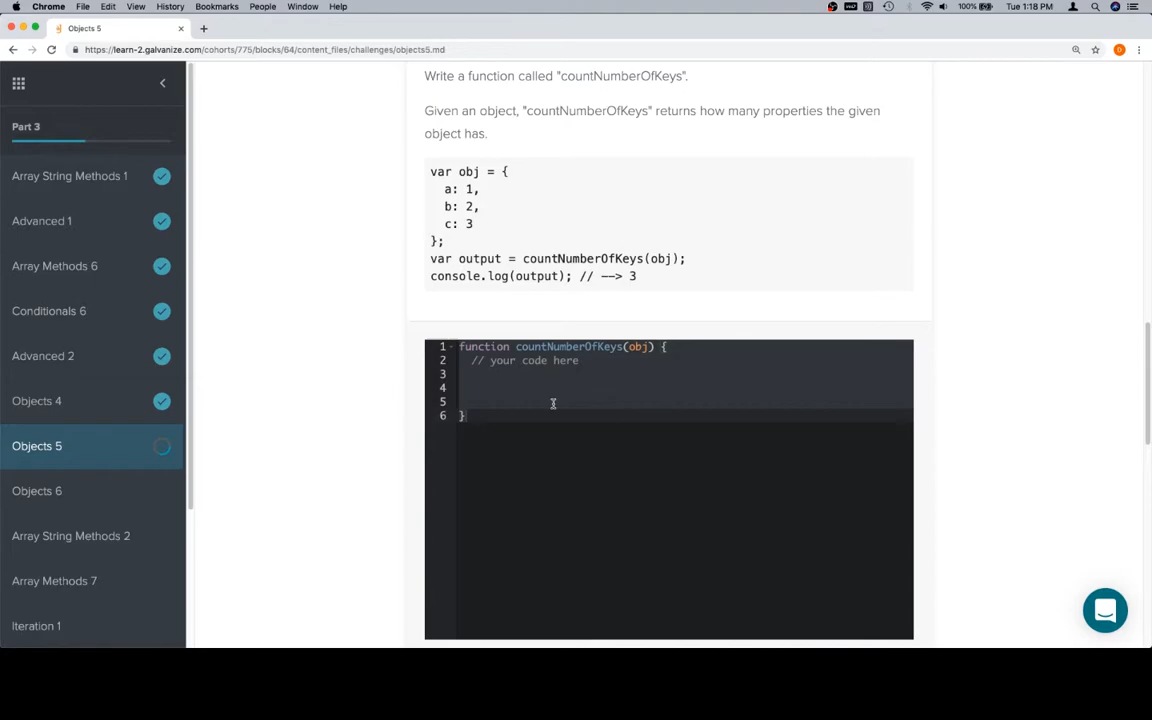 Chrome File Edit View History Bookmarks People Window Help
100% Tue 1:18 PM
Objects 5
https://learn-2.galvanize.com/cohorts/775/blocks/64/content_files/challenges/objects5.md
Part 3
Array String Methods 1
Advanced 1
Array Methods 6
Conditionals 6
Advanced 2
Objects 4
Objects 5
Objects 6
Array String Methods 2
Array Methods 7
Iteration 1
Write a function called "countNumberOfKeys".
Given an object, "countNumberOfKeys" returns how many properties the given
object has.
var obj = {
a: 1,
b: 2,
c: 3
};
var output = countNumberOfKeys(obj);
console.log(output); // --> 3
1 function countNumberOfKeys(obj) {
2 // your code here
3
4
5
6 }